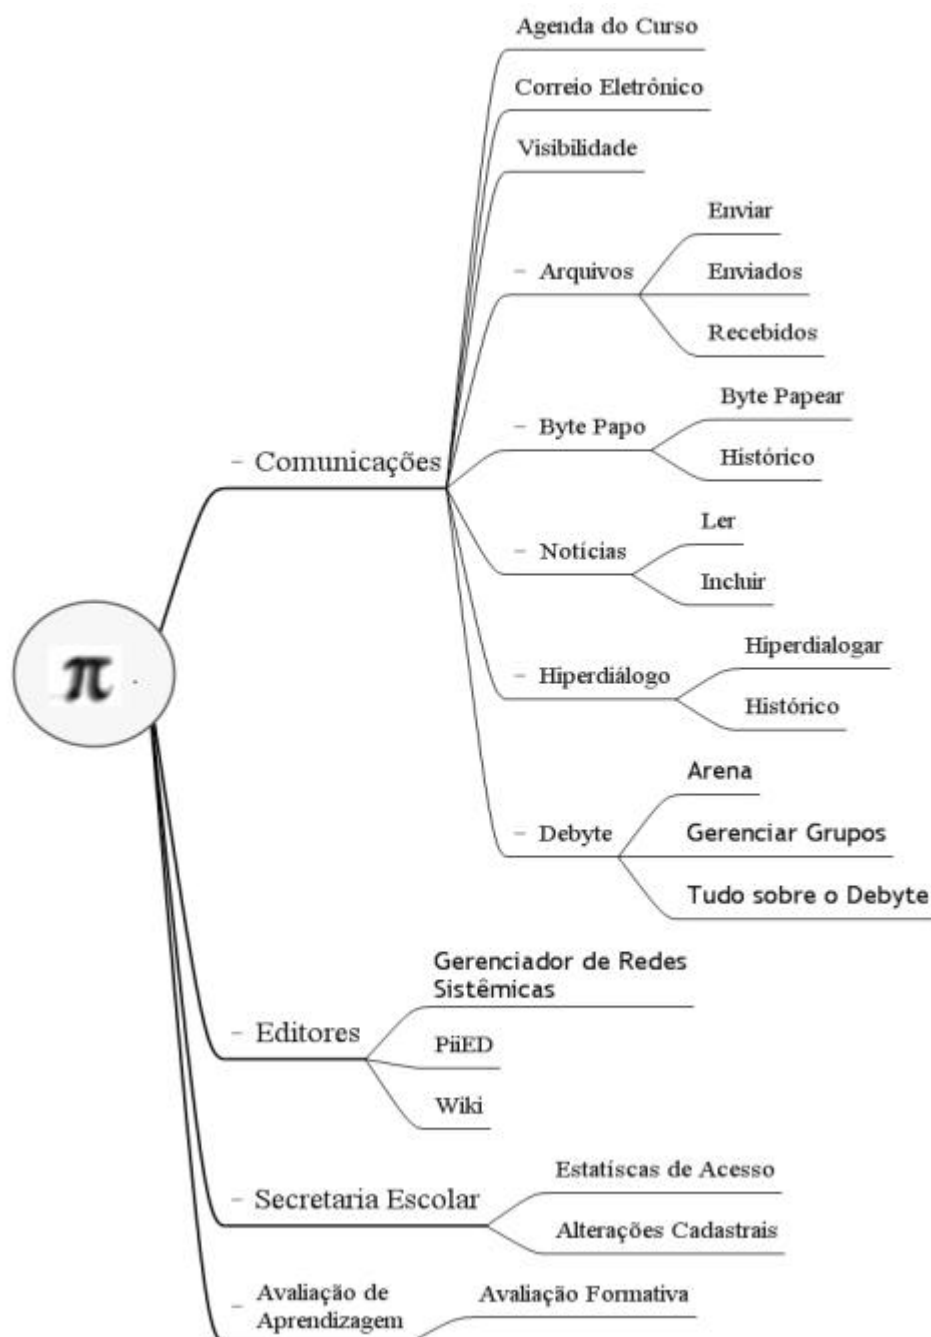 Agenda do Curso
Correio Eletrônico
Visibilidade
Enviar
- Arquivos
Enviados
Recebidos
Byte Papear
- Byte Papo
Histórico
- Comunicações
Ler
- Notícias
Incluir
π
Hiperdialogar
- Hiperdiálogo
Histórico
Arena
- Debyte
Gerenciar Grupos
Tudo sobre o Debyte
Gerenciador de Redes
Sistêmicas
- Editores
PiiED
Wiki
Estatíscas de Acesso
- Secretaria Escolar
Alterações Cadastrais
- Avaliação de
Aprendizagem
Avaliação Formativa